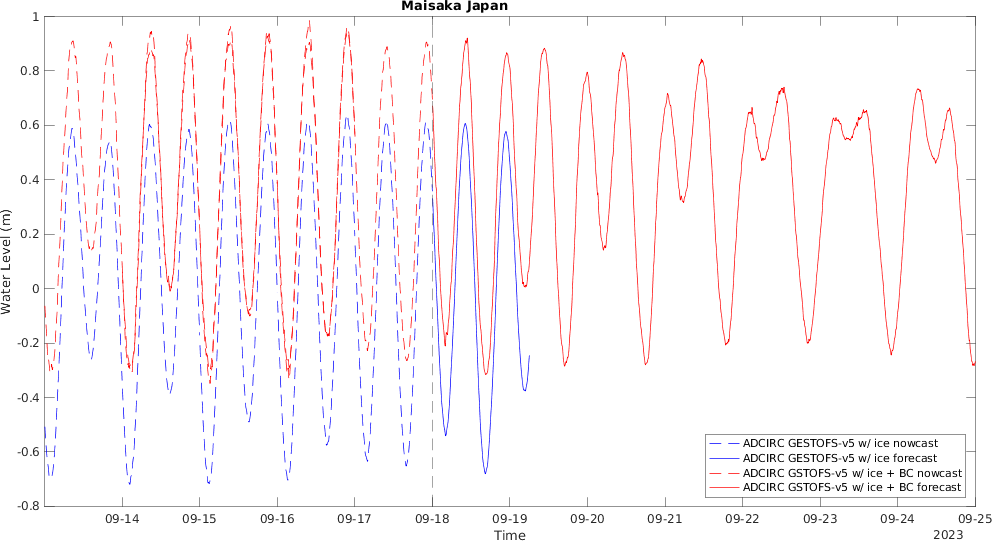 Maisaka Japan
1
0.8
0.6
0.4
0.2
0
-0.2
-0.4
-0.6
-0.8
Water Level (m)
ADCIRC GESTOFS-v5 w/ ice nowcast
ADCIRC GESTOFS-v5 w/ ice forecast
ADCIRC GSTOFS-v5 w/ ice + BC nowcast
ADCIRC GSTOFS-v5 w/ ice + BC forecast
09-14 09-15 09-16 09-17 09-18 09-19 09-20 09-21 09-22 09-23 09-24 09-25
Time
2023